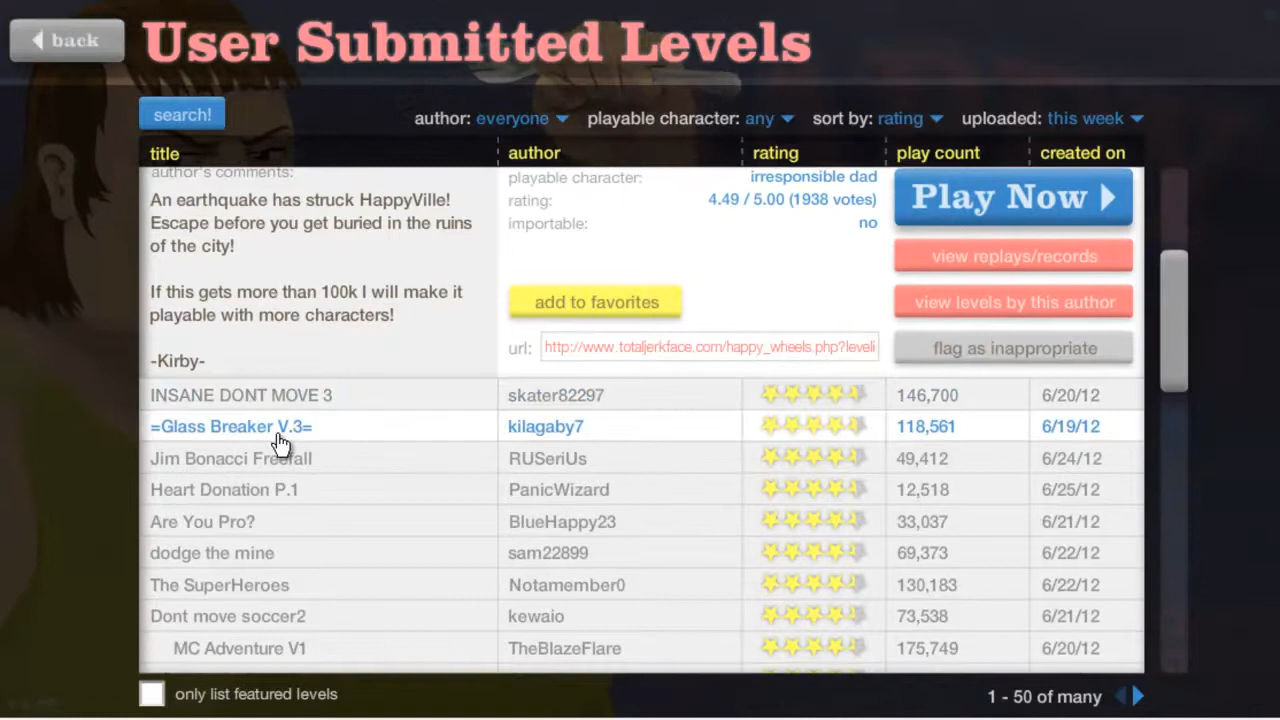 back
User Submitted Levels
search!
author: everyone playable character: any sort by: rating uploaded: this week
title author rating play count created on
author's comments:
An earthquake has struck HappyVille!
Escape before you get buried in the ruins
of the city!
If this gets more than 100k I will make it
playable with more characters!
-Kirby-
playable character: irresponsible dad
rating: 4.49 / 5.00 (1938 votes)
importable: no
add to favorites
url: http://www.totaljerkface.com/happy_wheels.php?leveli
Play Now
view replays/records
view levels by this author
flag as inappropriate
INSANE DONT MOVE 3 skater82297 146,700 6/20/12
=Glass Breaker V.3= kilagaby7 118,561 6/19/12
Jim Bonacci Freefall RUSeriUs 49,412 6/24/12
Heart Donation P.1 PanicWizard 12,518 6/25/12
Are You Pro? BlueHappy23 33,037 6/21/12
dodge the mine sam22899 69,373 6/22/12
The SuperHeroes Notamember0 130,183 6/22/12
Dont move soccer2 kewaio 73,538 6/21/12
MC Adventure V1 TheBlazeFlare 175,749 6/20/12
only list featured levels
1 - 50 of many